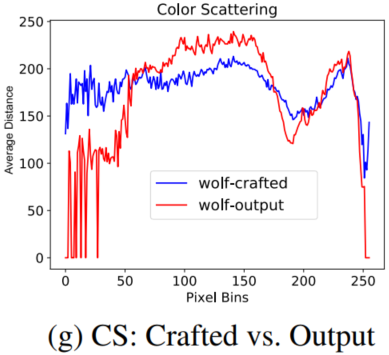 Color Scattering
250
200
150
100
50
0
Average Distance
wolf-crafted
wolf-output
0 50 100 150 200 250
Pixel Bins
(g) CS: Crafted vs. Output